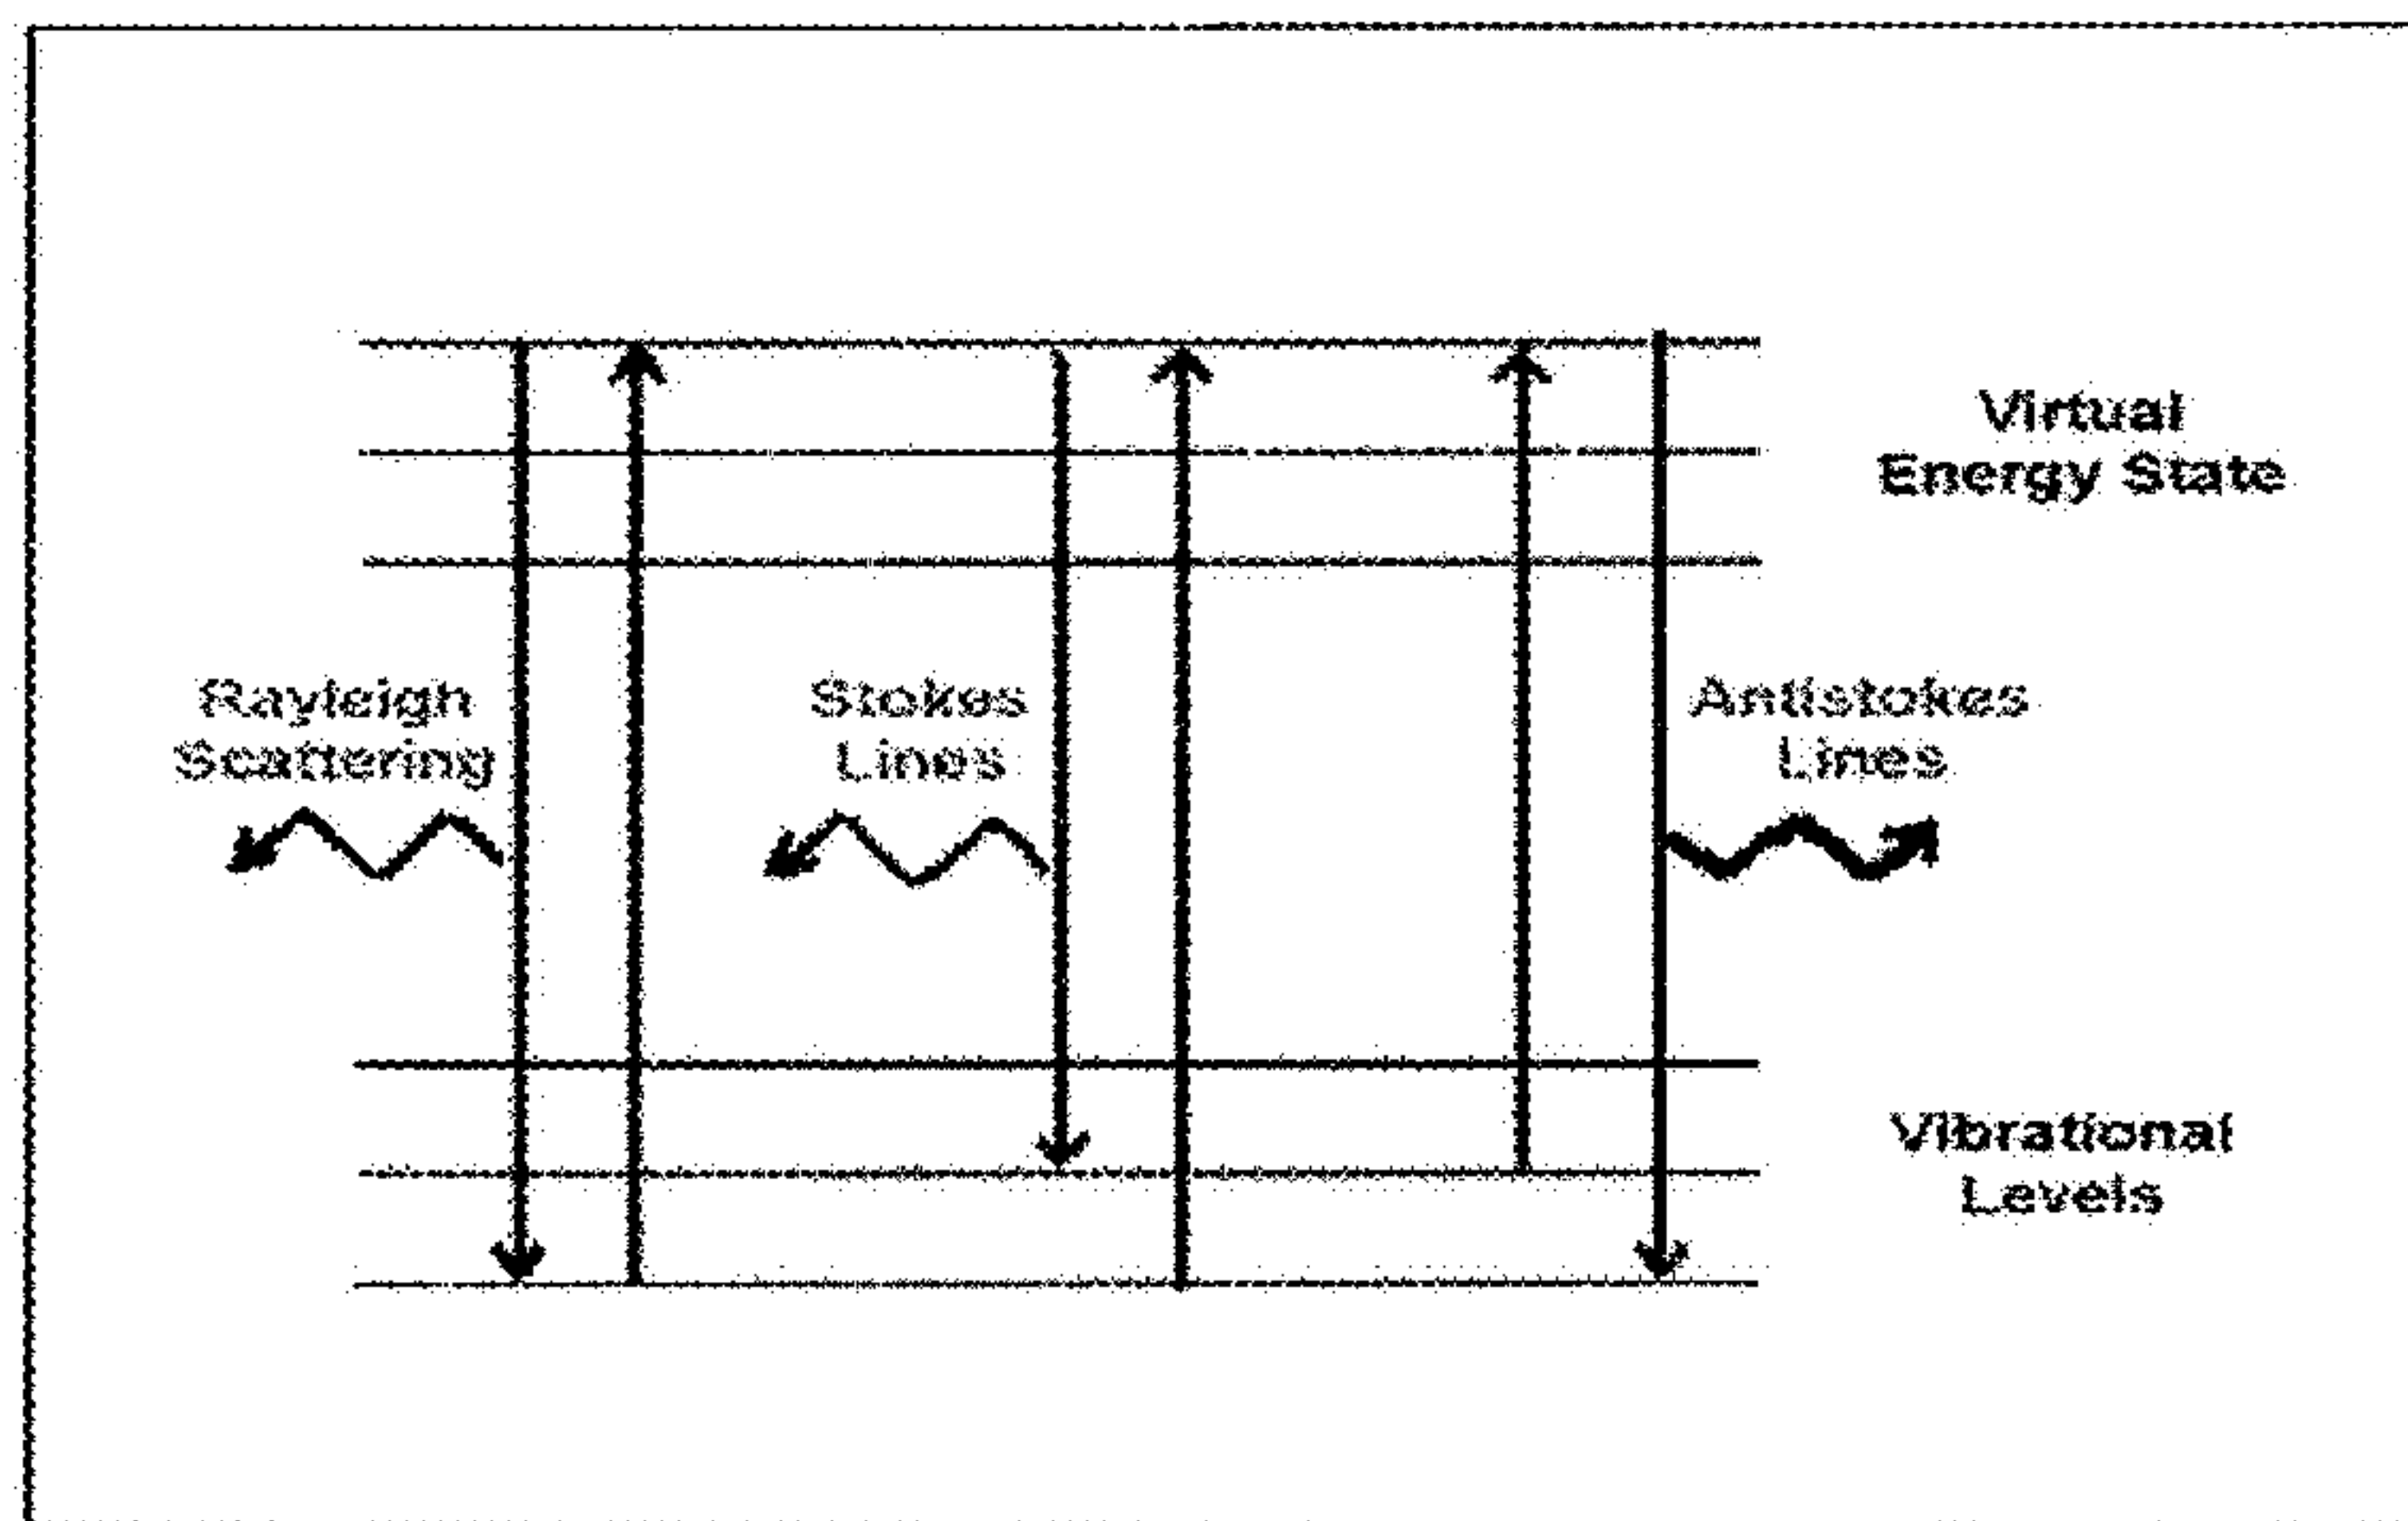 Virtual
Energy State
Rayleigh
Scattering
Stokes
Lines
Antistokes
Lines
Vibrational
Levels